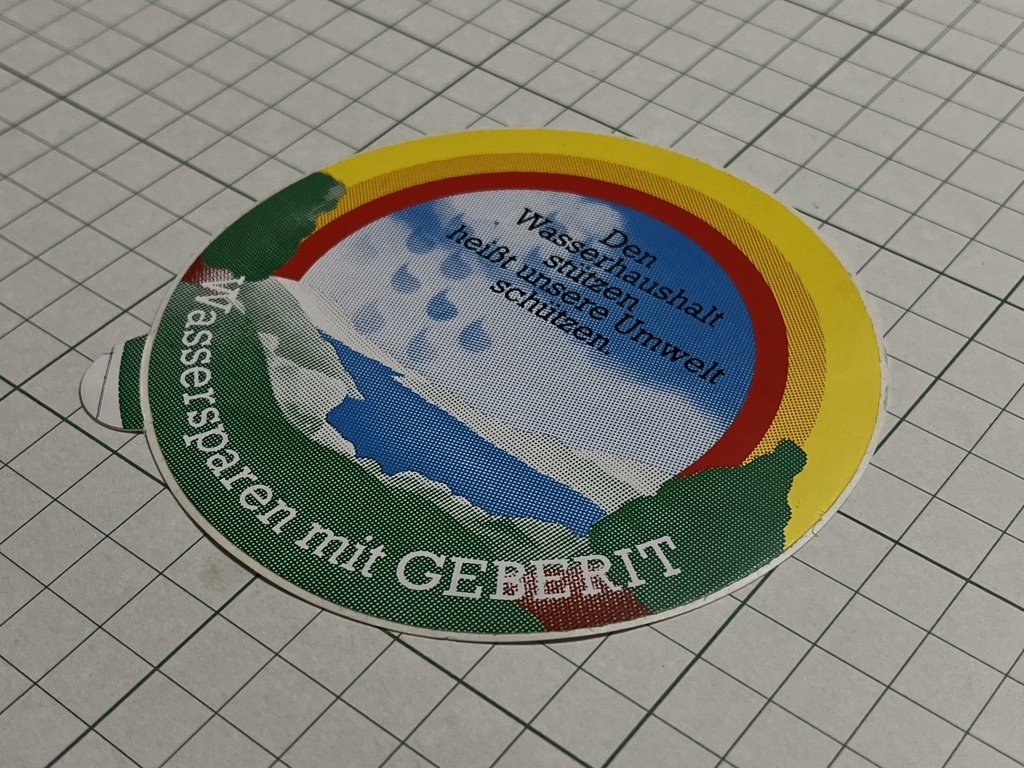 Den
Wasserhaushalt
stützen
heißt unsere Umwelt
schützen.
Wassersparen mit GEBERIT